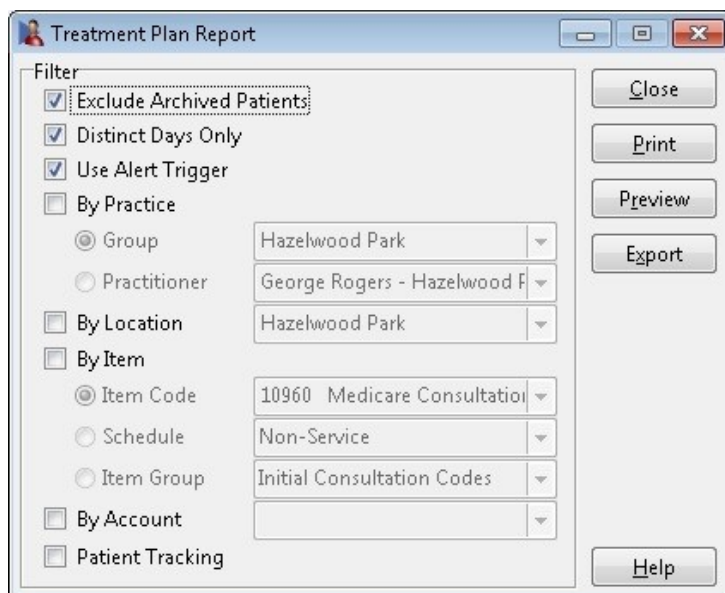 Treatment Plan Report
Filter
Exclude Archived Patients
Distinct Days Only
Use Alert Trigger
By Practice
Group Hazelwood Park
Practitioner George Rogers - Hazelwood P
By Location Hazelwood Park
By Item
Item Code 10960 Medicare Consultation
Schedule Non-Service
Item Group Initial Consultation Codes
By Account
Patient Tracking
Close
Print
Preview
Export
Help